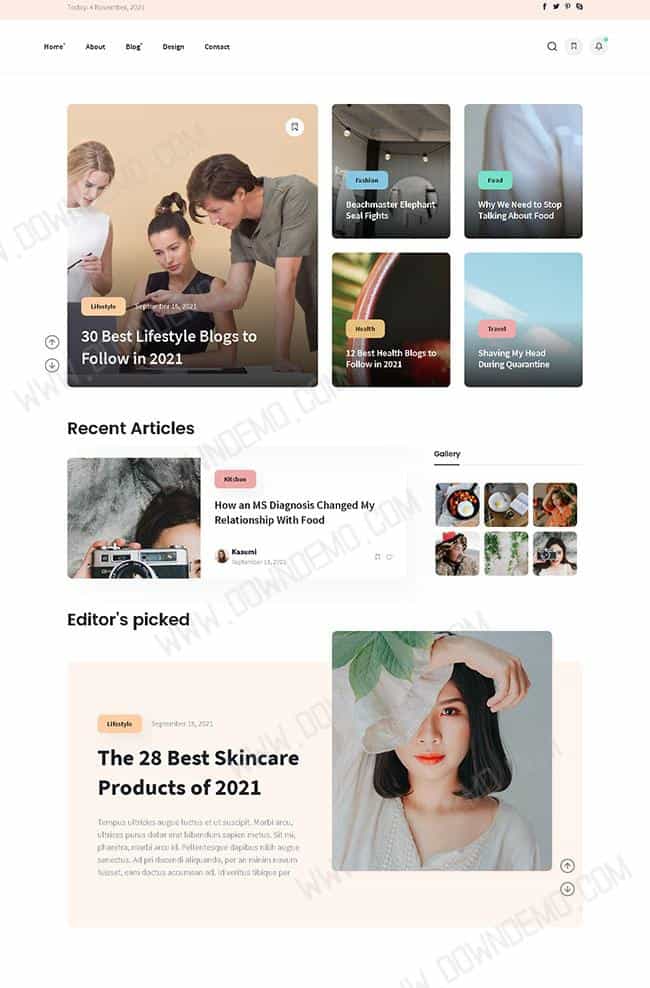 Today: 4 November, 2021
Home
About
Blog
Design
Contact
Lifestyle
September 15, 2021
30 Best Lifestyle Blogs to
Follow in 2021
Fashion
Beachmaster Elephant
Seal Fights
Food
Why We Need to Stop
Talking About Food
Health
12 Best Health Blogs to
Follow in 2021
Travel
Shaving My Head
During Quarantine
Recent Articles
Kitchen
How an MS Diagnosis Changed My
Relationship With Food
Kasumi
September 15, 2021
Gallery
Editor's picked
Lifestyle
September 15, 2021
The 28 Best Skincare
Products of 2021
Tempus ultricies augue luctus et ut suscipit. Morbi arcu,
ultrices purus dolor erat bibendum sapien metus. Sit mi,
pharetra, morbi arcu id. Pellentesque dapibus nibh augue
senectus. Ad pri decendi aliquando, per an minim novum
fuisset, eam doctus accumsan ad. Id veritus tibique per
WWW.DOWNDEMO.COM